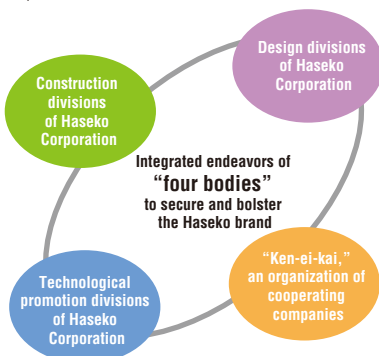 Design divisions
of Haseko
Corporation
Construction
divisions
of Haseko
Corporation
Integrated endeavors of
“four bodies”
to secure and bolster
the Haseko brand
Technological
promotion divisions
of Haseko
Corporation
“Ken-ei-kai,”
an organization of
cooperating
companies